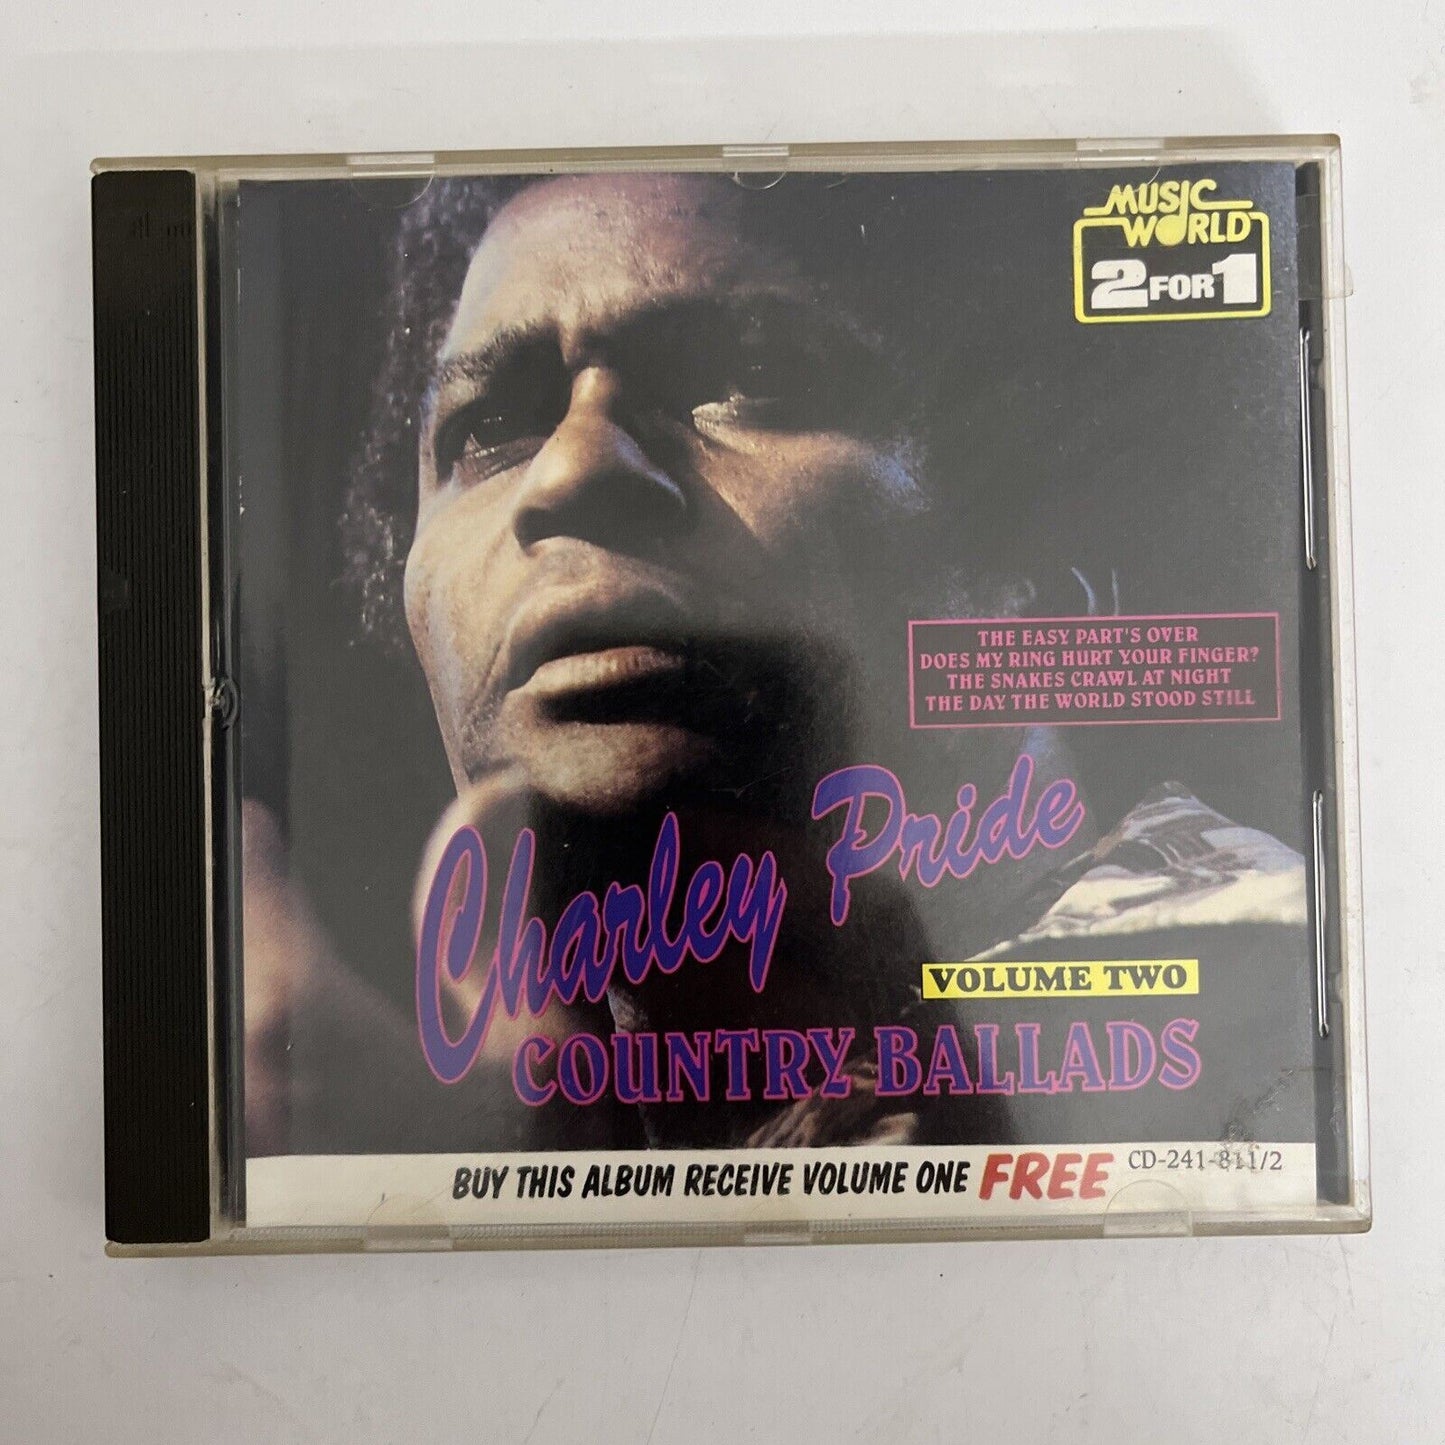 MUSIC
WORLD
2 FOR 1
THE EASY PART'S OVER
DOES MY RING HURT YOUR FINGER?
THE SNAKES CRAWL AT NIGHT
THE DAY THE WORLD STOOD STILL
Charley Pride
VOLUME TWO
COUNTRY BALLADS
BUY THIS ALBUM RECEIVE VOLUME ONE FREE CD-241-811/2